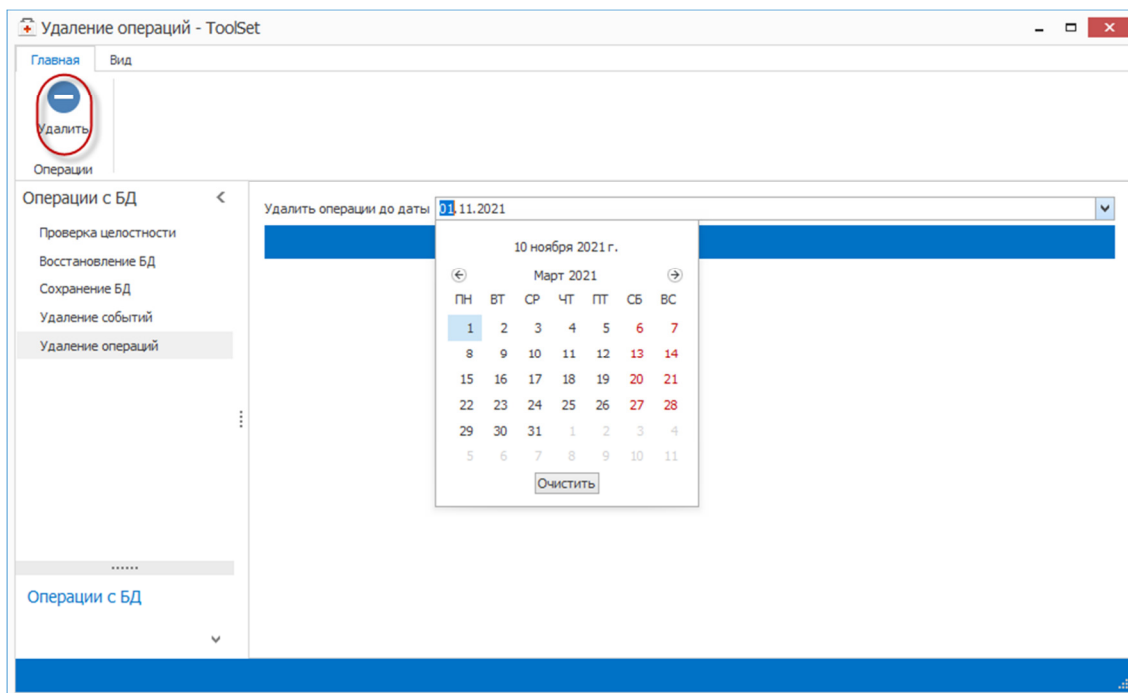 Удаление операций - ToolSet
Главная Вид
Удалить
Операции
Операции с БД
Проверка целостности
Восстановление БД
Сохранение БД
Удаление событий
Удаление операций
Операции с БД
Удалить операции до даты 01.11.2021
10 ноября 2021 г.
Март 2021
ПН ВТ СР ЧТ ПТ СБ ВС
1 2 3 4 5 6 7
8 9 10 11 12 13 14
15 16 17 18 19 20 21
22 23 24 25 26 27 28
29 30 31 1 2 3 4
5 6 7 8 9 10 11
Очистить